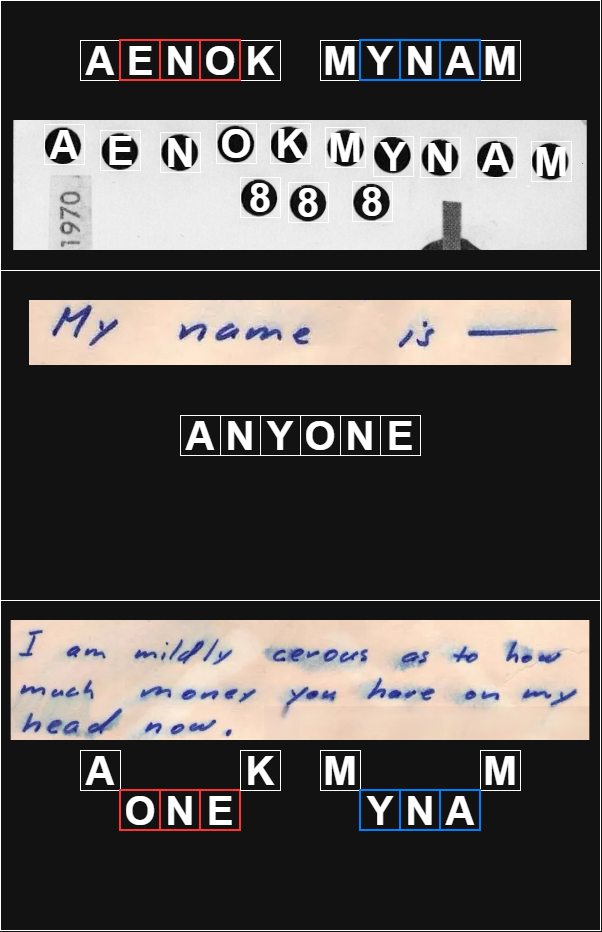 AENOK MYNAM
A E N O K M Y N A M
8 8 8
1970
My name is —
ANYONE
I am mildly cerous as to how
much money you have on my
head now.
A K M M
ONE YNA